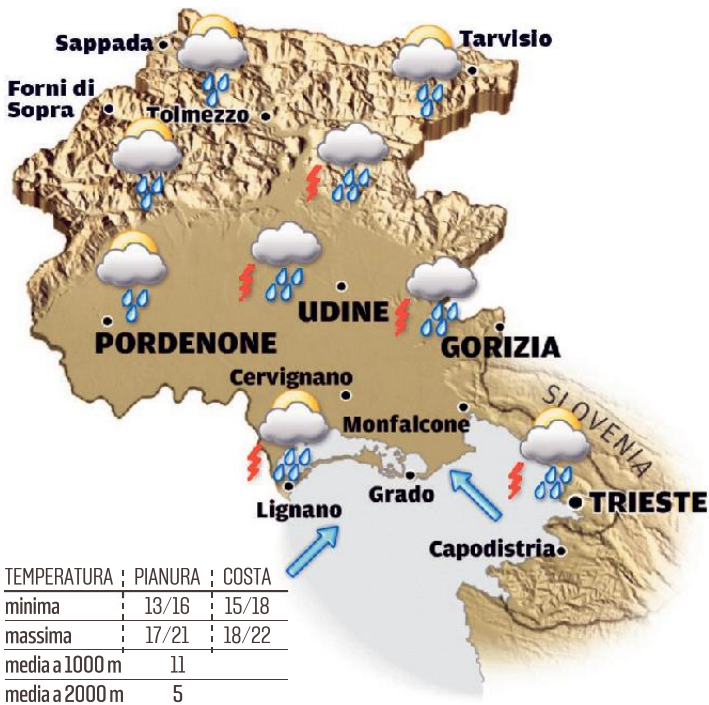 Sappada
Tarvisio
Forni di
Sopra
Tolmezzo
UDINE
PORDENONE
GORIZIA
Cervignano
Monfalcone
SLOVENIA
Lignano
Grado
TRIESTE
Capodistria
TEMPERATURA PIANURA COSTA
minima 13/16 15/18
massima 17/21 18/22
media a 1000 m 11
media a 2000 m 5